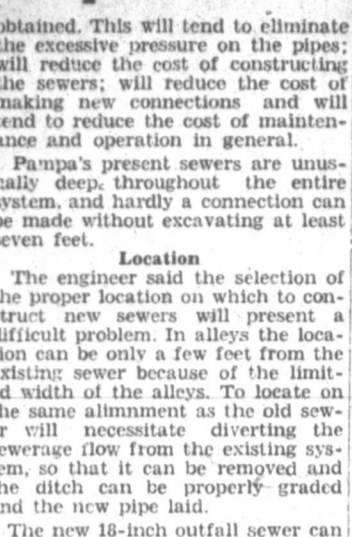 obtained. This will tend to eliminate
the excessive pressure on the pipes;
will reduce the cost of constructing
the sewers; will reduce the cost of
making new connections and will
tend to reduce the cost of mainten-
ance and operation in general.
Pampa's present sewers are unus-
ually deep throughout the entire
system, and hardly a connection can
be made without excavating at least
seven feet.
Location
The engineer said the selection of
the proper location on which to con-
struct new sewers will present a
difficult problem. In alleys the loca-
tion can be only a few feet from the
existing sewer because of the limit-
ed width of the alleys. To locate on
the same alimnment as the old sew-
er will necessitate diverting the
sewerage flow from the existing sys-
tem, so that it can be removed and
the ditch can be properly graded
and the new pipe laid.
The new 18-inch outfall sewer can